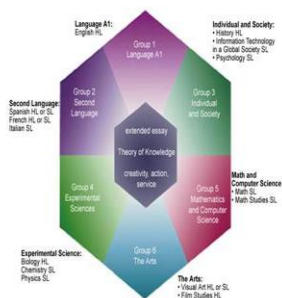 Language A1:
English HL
Individual and Society:
• History HL
• Information Technology
in a Global Society SL
• Psychology SL
Group 1
Language A1
Second Language:
Spanish HL or SL
French HL or SL
Italian SL
Group 2
Second
Language
Group 3
Individual
and Society
extended essay
Theory of Knowledge
creativity, action,
service
Group 4
Experimental
Sciences
Group 5
Mathematics
and Computer
Science
Math and
Computer Science:
• Math SL
• Math Studies SL
Group 6
The Arts
Experimental Science:
Biology HL
Chemistry SL
Physics SL
The Arts:
• Visual Art HL or SL
• Film Studies HL